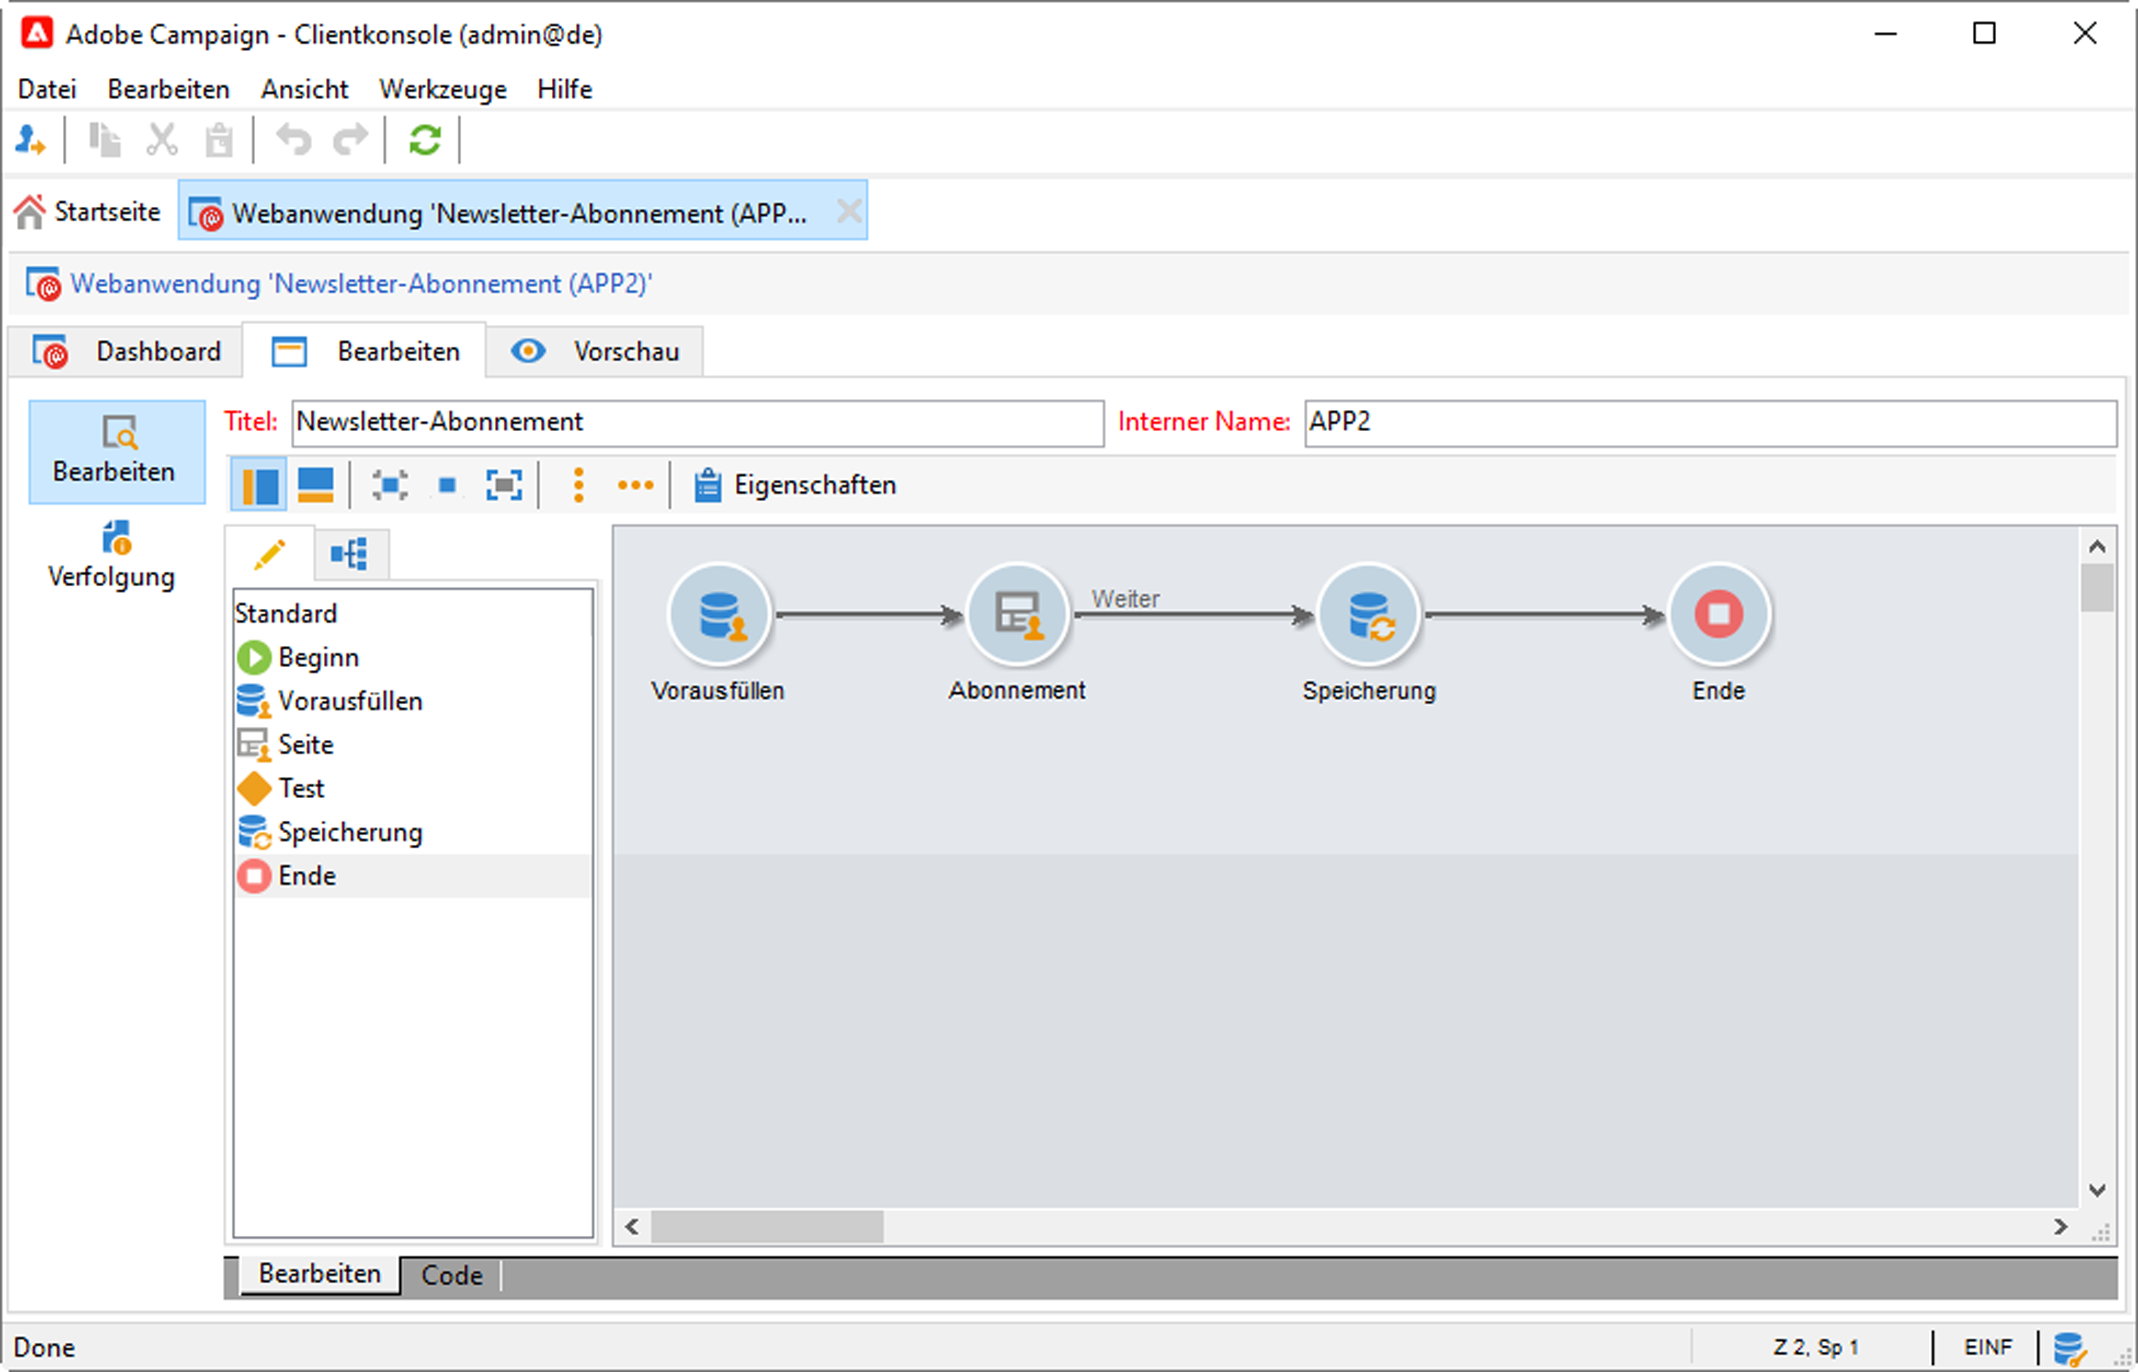 Adobe Campaign - Clientkonsole (admin@de)
Datei Bearbeiten Ansicht Werkzeuge Hilfe
Startseite Webanwendung 'Newsletter-Abonnement (APP...
Webanwendung 'Newsletter-Abonnement (APP2)'
Dashboard Bearbeiten Vorschau
Titel: Newsletter-Abonnement Interner Name: APP2
Bearbeiten
Eigenschaften
Verfolgung
Standard
Beginn
Vorausfüllen
Seite
Test
Speicherung
Ende
Weiter
Vorausfüllen Abonnement Speicherung Ende
Bearbeiten Code
Done Z 2, Sp 1 EINF